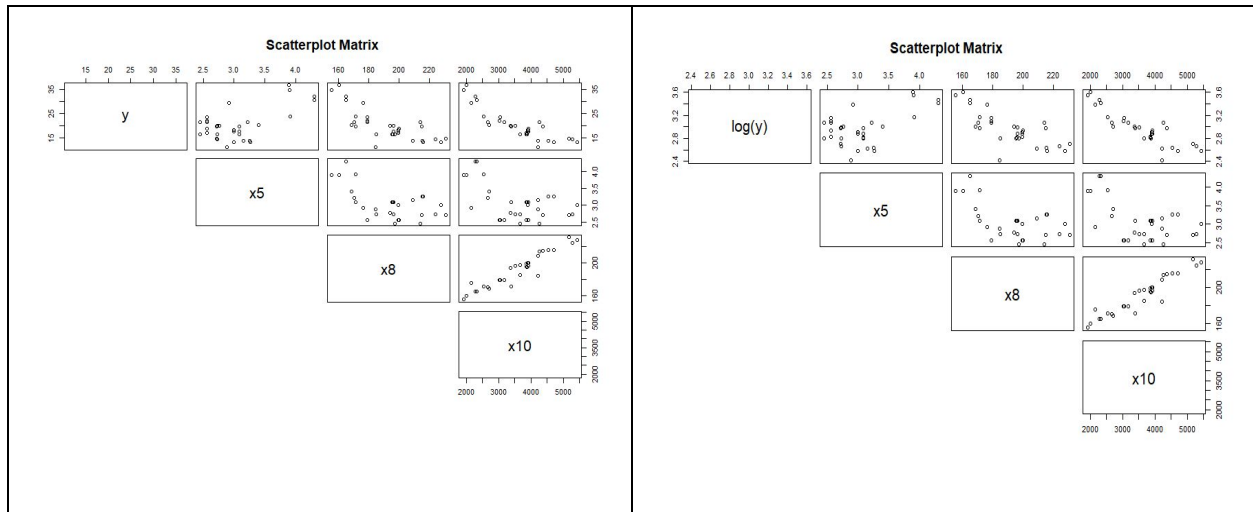 Scatterplot Matrix
15 20 25 30 35
2.5 3.0 3.5 4.0
160 180 200 220
2000 3000 4000 5000
y
15 25 35
x5
2.5 3.0 3.5 4.0
x8
160 200
x10
2000 3500 5000
2000 3000 4000 5000
Scatterplot Matrix
2.4 2.6 2.8 3.0 3.2 3.4 3.6
2.5 3.0 3.5 4.0
160 180 200 220
2000 3000 4000 5000
log(y)
2.4 2.8 3.2 3.6
x5
2.5 3.0 3.5 4.0
x8
160 200
x10
2000 3500 5000
2000 3000 4000 5000